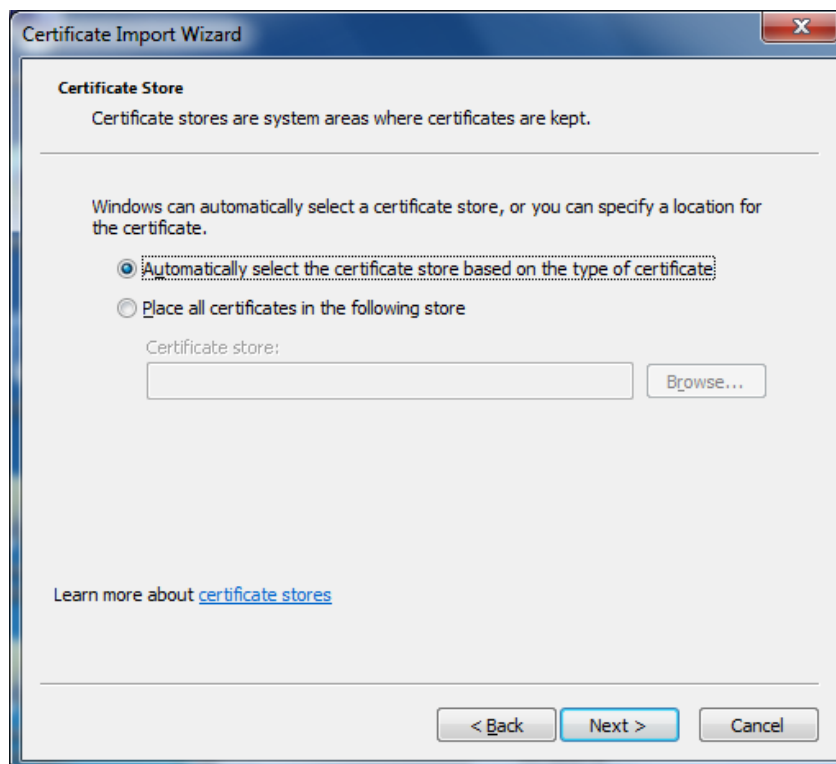 Certificate Import Wizard
Certificate Store
Certificate stores are system areas where certificates are kept.
Windows can automatically select a certificate store, or you can specify a location for
the certificate.
Automatically select the certificate store based on the type of certificate
Place all certificates in the following store
Certificate store:
Browse...
Learn more about certificate stores
< Back Next > Cancel